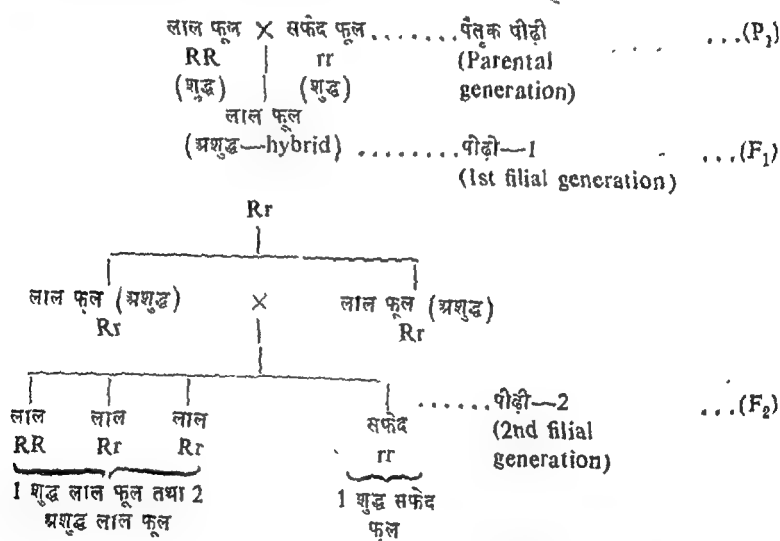 लाल फूल × सफेद फूल ...... पैतृक पीढ़ी ... ...(P₁)
RR rr (Parental
(शुद्ध) (शुद्ध) generation)
लाल फूल
(अशुद्ध—hybrid) ....... पीढ़ी—1 ...(F₁)
(1st filial generation)
Rr
लाल फूल (अशुद्ध) × लाल फूल (अशुद्ध)
Rr Rr
लाल लाल लाल सफेद ...... पीढ़ी—2 ...(F₂)
RR Rr Rr rr (2nd filial
generation)
1 शुद्ध लाल फूल तथा 2 1 शुद्ध सफेद
अशुद्ध लाल फूल फूल